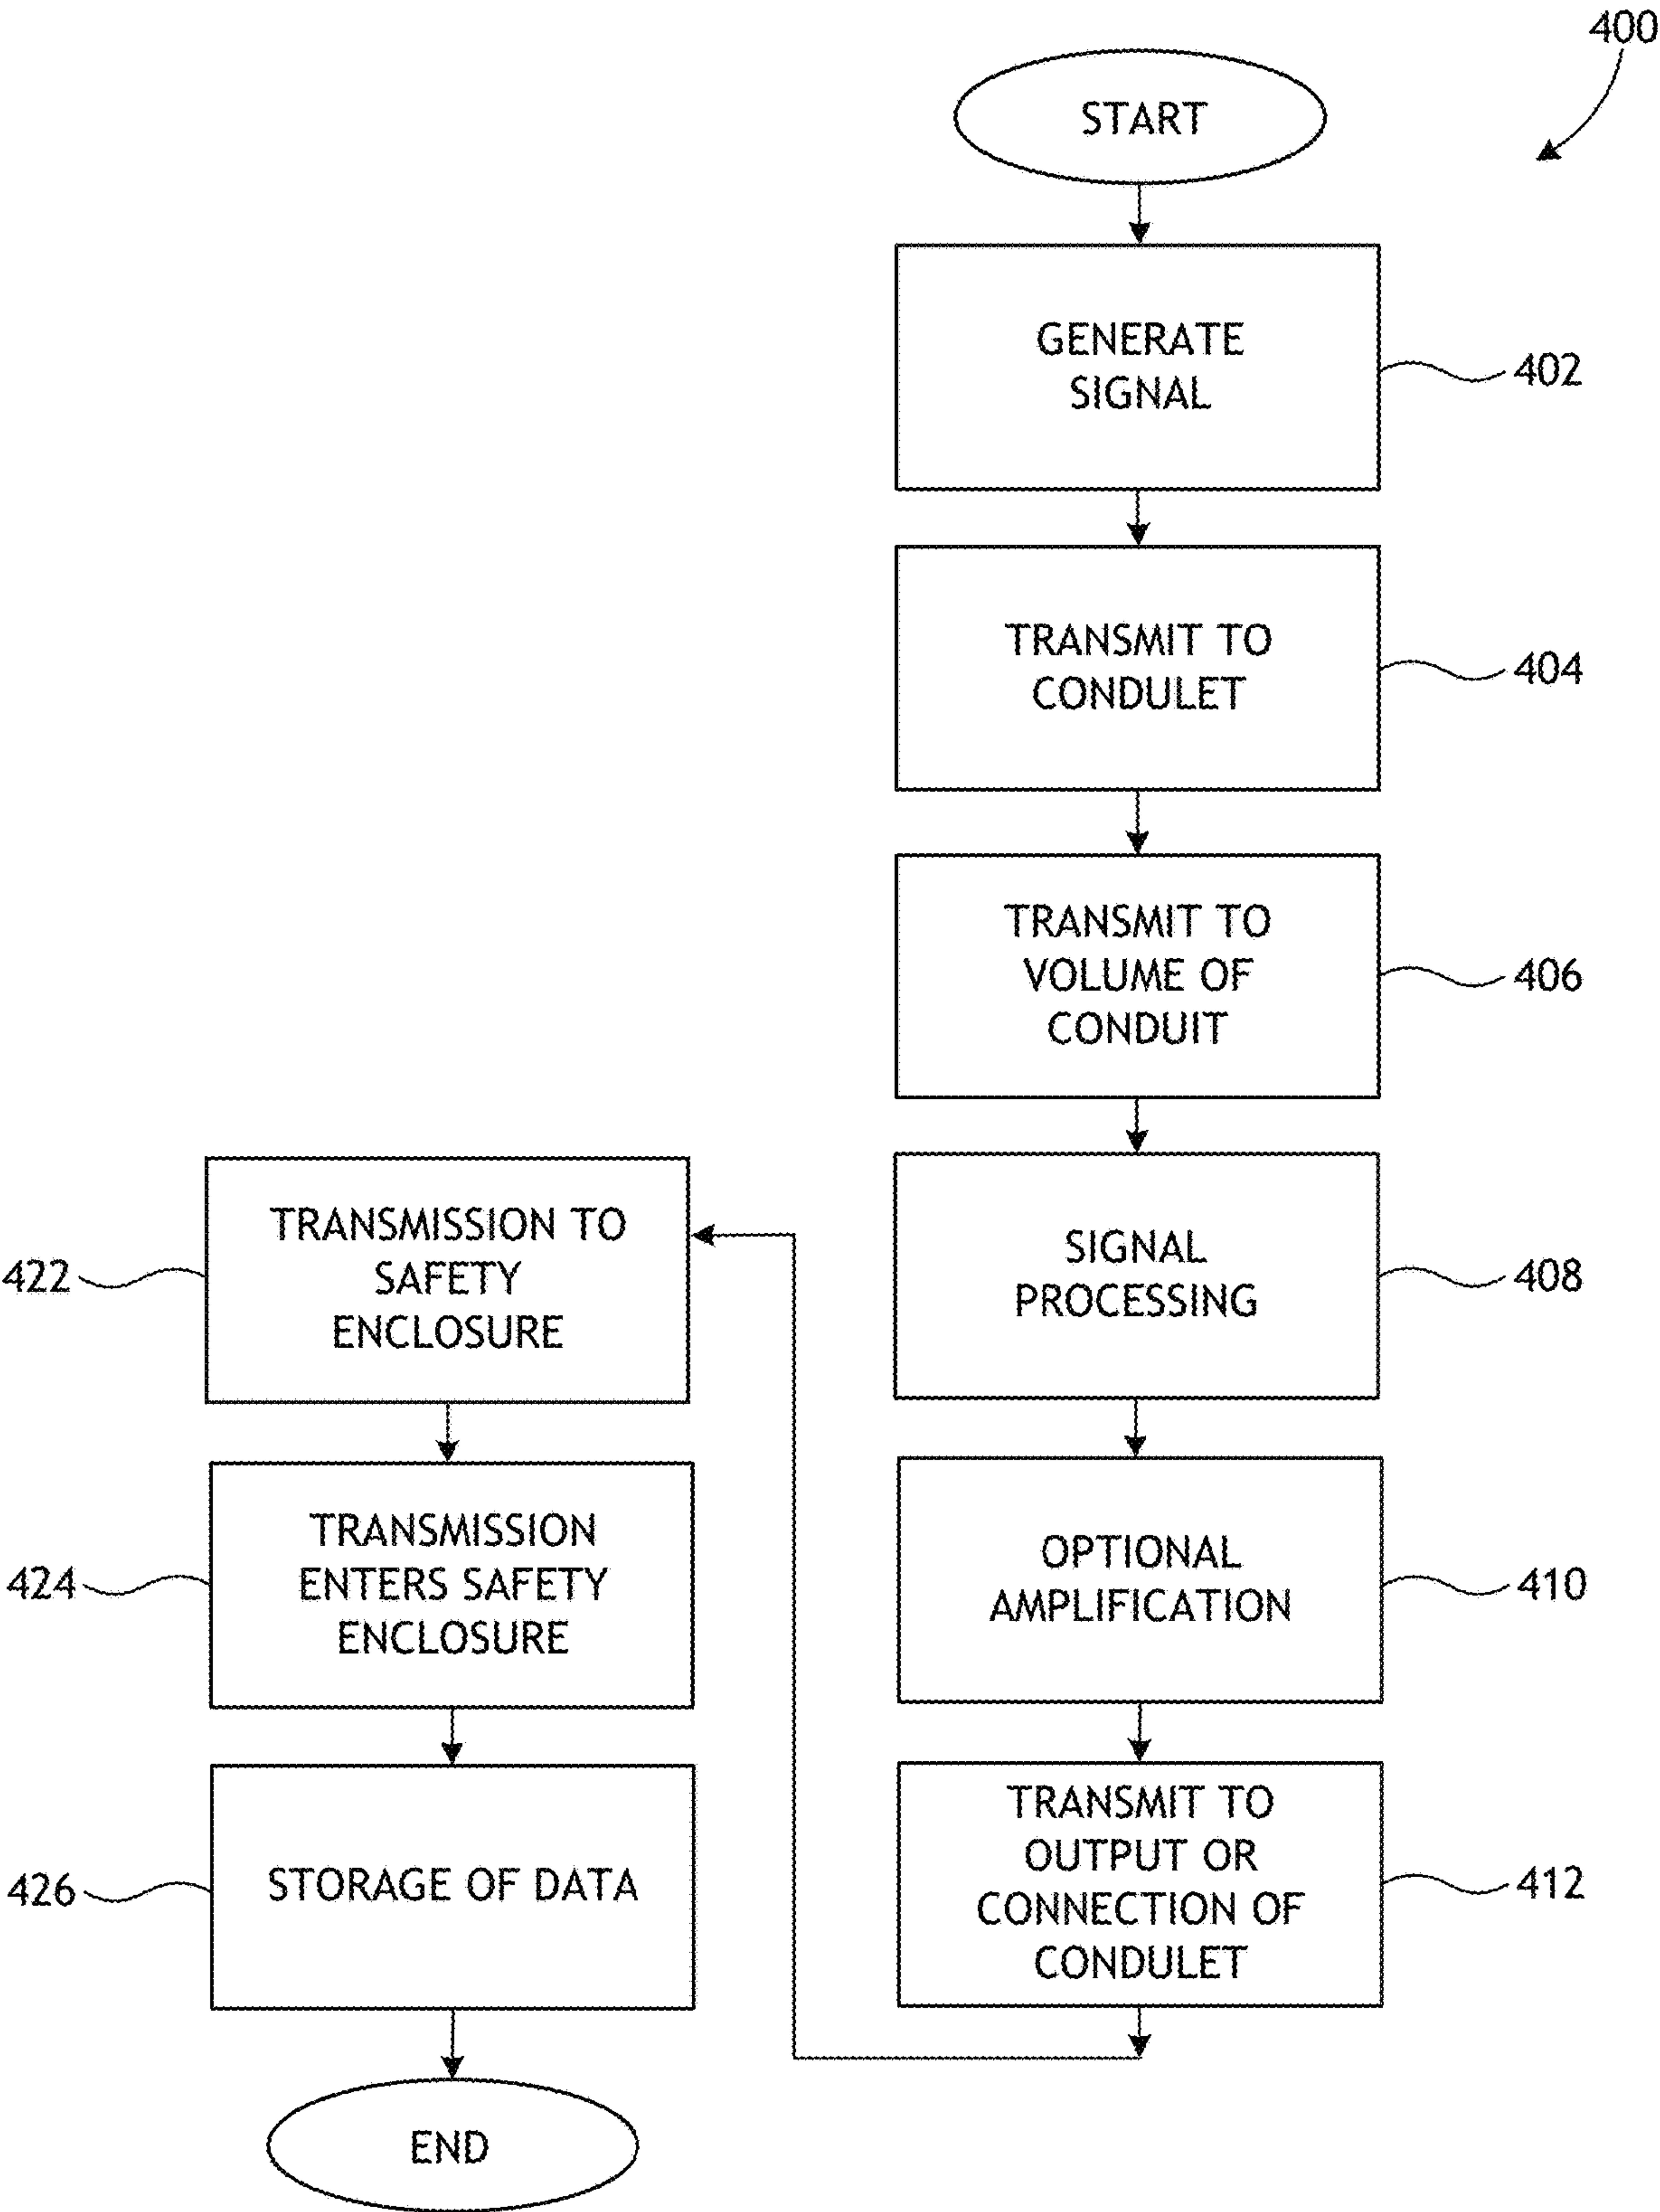 400
START
GENERATE
SIGNAL
402
TRANSMIT TO
CONDULET
404
TRANSMIT TO
VOLUME OF
CONDUIT
406
SIGNAL
PROCESSING
408
OPTIONAL
AMPLIFICATION
410
TRANSMIT TO
OUTPUT OR
CONNECTION OF
CONDULET
412
TRANSMISSION TO
SAFETY
ENCLOSURE
422
TRANSMISSION
ENTERS SAFETY
ENCLOSURE
424
STORAGE OF DATA
426
END